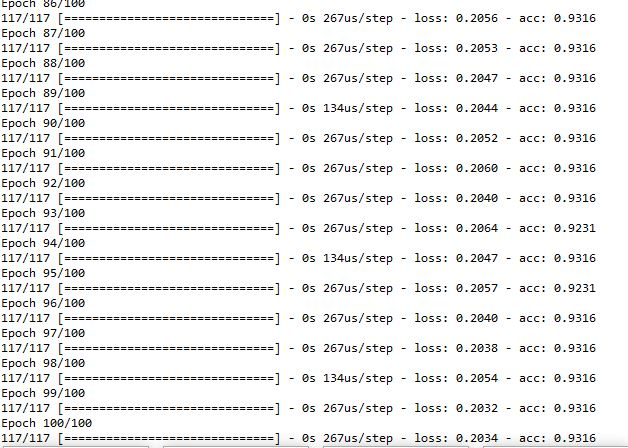 Epoch 86/100
117/117 [==============================] - 0s 267us/step - loss: 0.2056 - acc: 0.9316
Epoch 87/100
117/117 [==============================] - 0s 267us/step - loss: 0.2053 - acc: 0.9316
Epoch 88/100
117/117 [==============================] - 0s 267us/step - loss: 0.2047 - acc: 0.9316
Epoch 89/100
117/117 [==============================] - 0s 134us/step - loss: 0.2044 - acc: 0.9316
Epoch 90/100
117/117 [==============================] - 0s 267us/step - loss: 0.2052 - acc: 0.9316
Epoch 91/100
117/117 [==============================] - 0s 267us/step - loss: 0.2060 - acc: 0.9316
Epoch 92/100
117/117 [==============================] - 0s 267us/step - loss: 0.2040 - acc: 0.9316
Epoch 93/100
117/117 [==============================] - 0s 267us/step - loss: 0.2064 - acc: 0.9231
Epoch 94/100
117/117 [==============================] - 0s 134us/step - loss: 0.2047 - acc: 0.9316
Epoch 95/100
117/117 [==============================] - 0s 267us/step - loss: 0.2057 - acc: 0.9231
Epoch 96/100
117/117 [==============================] - 0s 267us/step - loss: 0.2040 - acc: 0.9316
Epoch 97/100
117/117 [==============================] - 0s 267us/step - loss: 0.2038 - acc: 0.9316
Epoch 98/100
117/117 [==============================] - 0s 134us/step - loss: 0.2054 - acc: 0.9316
Epoch 99/100
117/117 [==============================] - 0s 267us/step - loss: 0.2032 - acc: 0.9316
Epoch 100/100
117/117 [==============================] - 0s 267us/step - loss: 0.2034 - acc: 0.9316